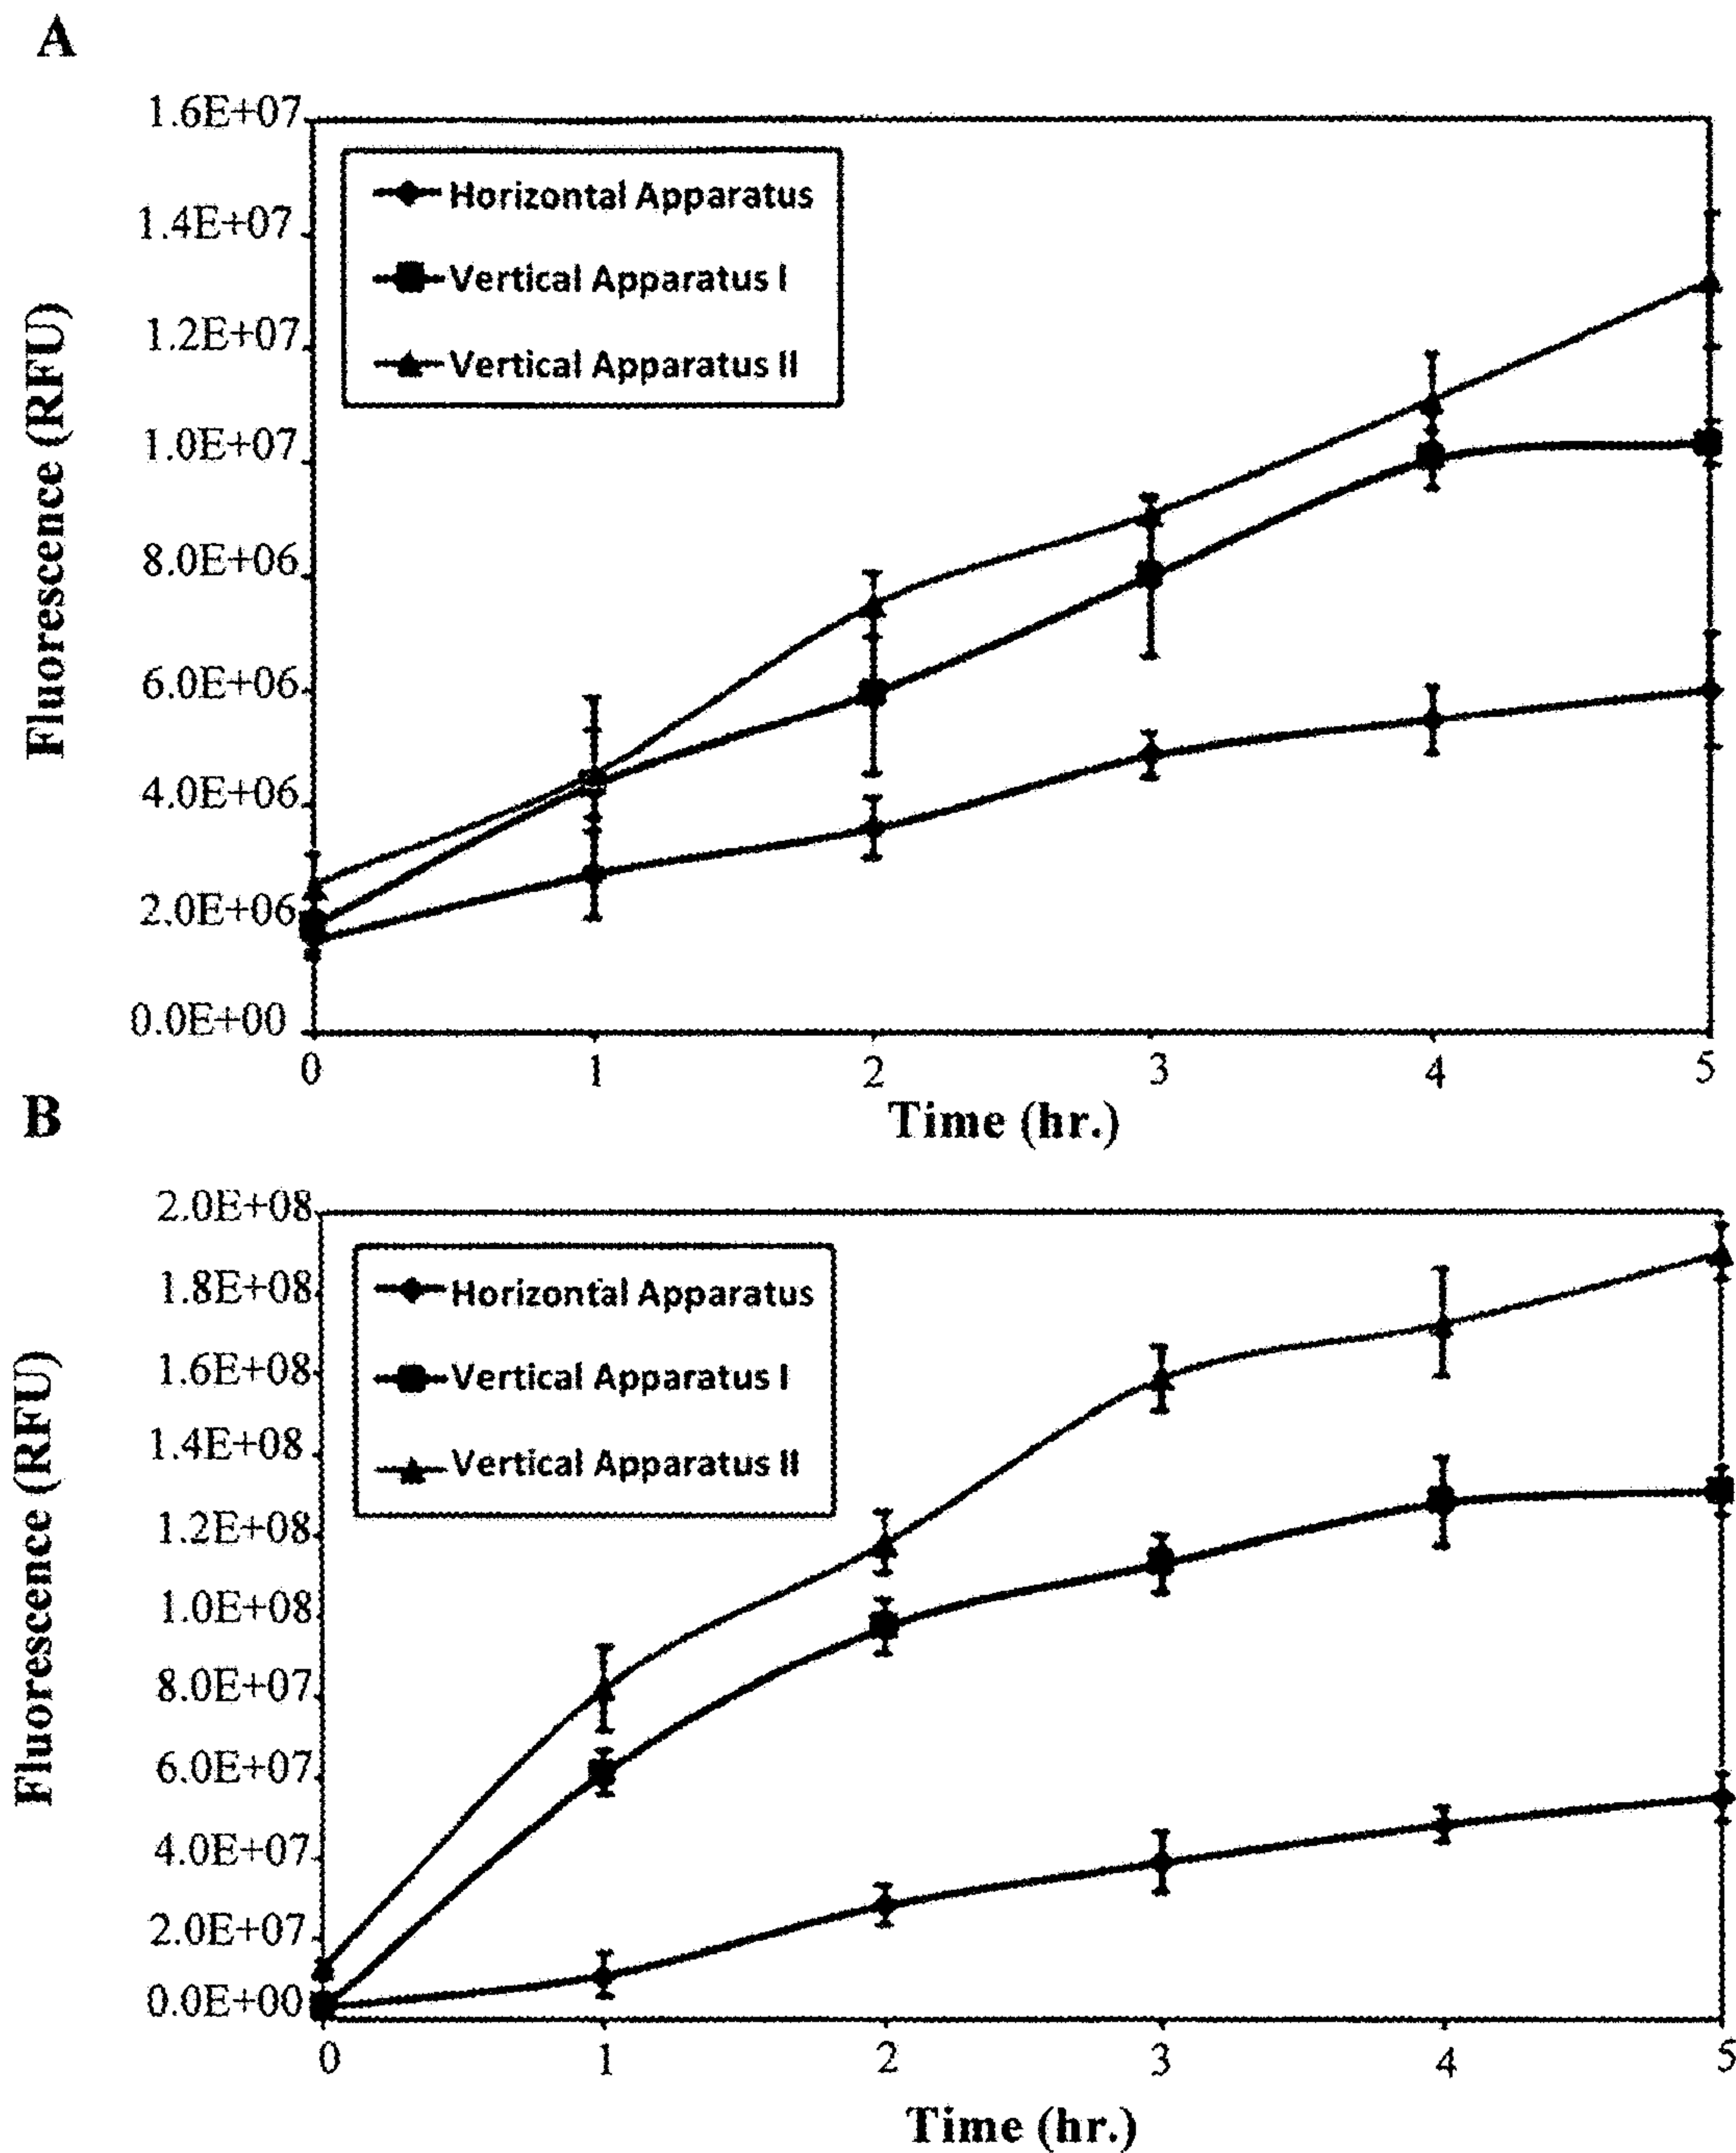 A
1.6E+07
1.4E+07
1.2E+07
1.0E+07
8.0E+06
6.0E+06
4.0E+06
2.0E+06
0.0E+00
Fluorescence (RFU)
Horizontal Apparatus
Vertical Apparatus I
Vertical Apparatus II
0 1 2 3 4 5
Time (hr.)
B
2.0E+08
1.8E+08
1.6E+08
1.4E+08
1.2E+08
1.0E+08
8.0E+07
6.0E+07
4.0E+07
2.0E+07
0.0E+00
Fluorescence (RFU)
Horizontal Apparatus
Vertical Apparatus I
Vertical Apparatus II
0 1 2 3 4 5
Time (hr.)